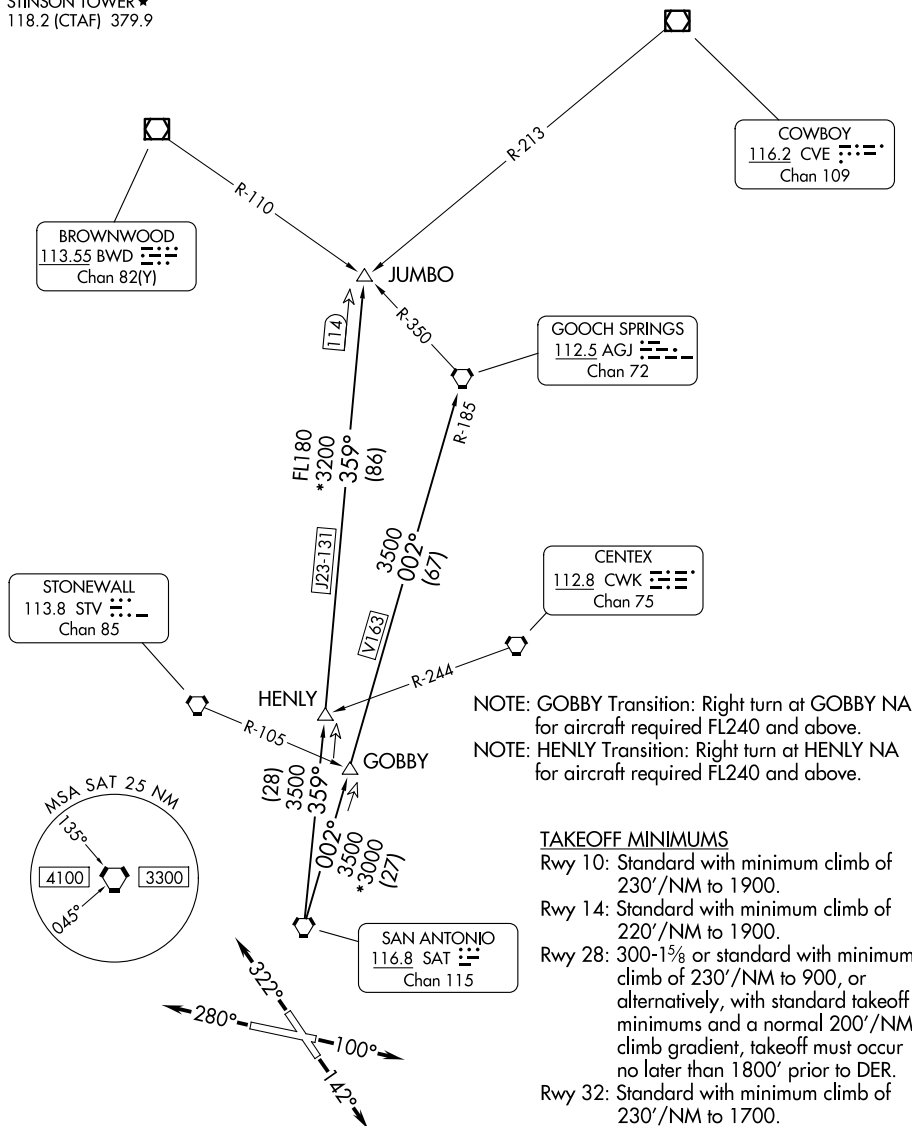 STINSON TOWER★
118.2 (CTAF) 379.9
COWBOY
116.2 CVE
Chan 109
R-213
R-110
BROWNWOOD
113.55 BWD
Chan 82(Y)
JUMBO
114
R-350
GOOCH SPRINGS
112.5 AGJ
Chan 72
R-185
FL180
*3200
359°
(86)
J23-131
3500
002°
(67)
V163
CENTEX
112.8 CWK
Chan 75
STONEWALL
113.8 STV
Chan 85
R-244
HENLY
R-105
GOBBY
NOTE: GOBBY Transition: Right turn at GOBBY NA
for aircraft required FL240 and above.
NOTE: HENLY Transition: Right turn at HENLY NA
for aircraft required FL240 and above.
(28)
3500
359°
002°
3500
*3000
(27)
MSA SAT 25 NM
135°
4100
3300
045°
SAN ANTONIO
116.8 SAT
Chan 115
322°
280°
100°
142°
TAKEOFF MINIMUMS
Rwy 10: Standard with minimum climb of
230'/NM to 1900.
Rwy 14: Standard with minimum climb of
220'/NM to 1900.
Rwy 28: 300-1⅝ or standard with minimum
climb of 230'/NM to 900, or
alternatively, with standard takeoff
minimums and a normal 200'/NM
climb gradient, takeoff must occur
no later than 1800' prior to DER.
Rwy 32: Standard with minimum climb of
230'/NM to 1700.